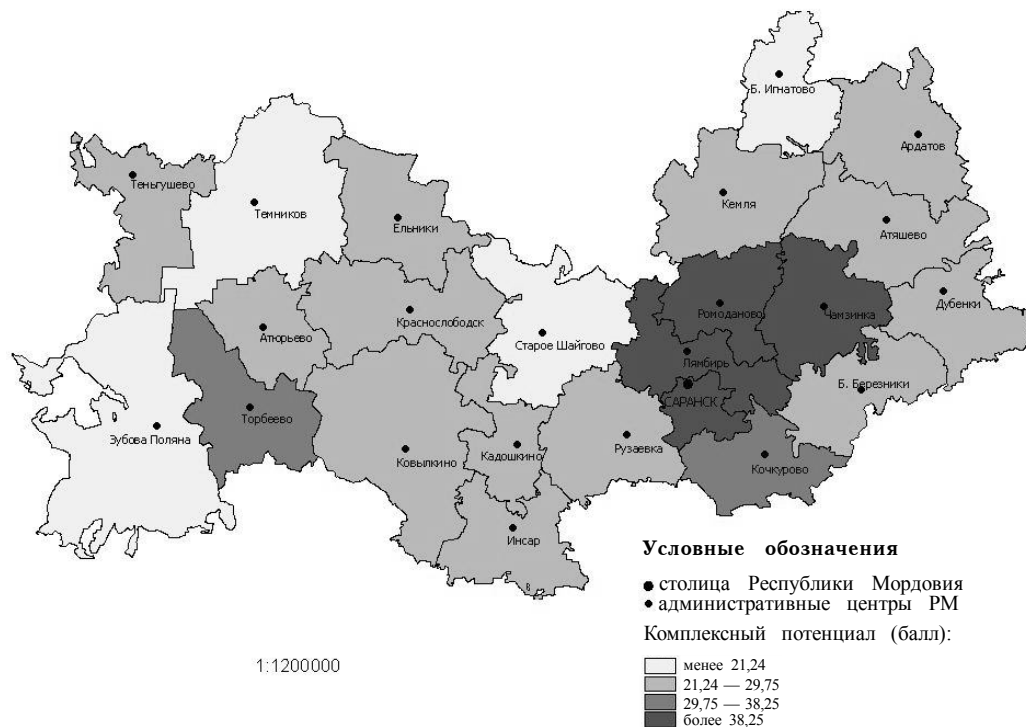 Б. Игнатово
Ардатов
Теньгушево
Кемля
Темников
Ельники
Атяшево
Дубенки
Ромоданово
Чамзинка
Краснослободск
Атюрьево
Старое Шайгово
Лямбирь
Б. Березники
САРАНСК
Торбеево
Зубова Поляна
Рузаевка
Кадошкино
Ковылкино
Кочкурово
Инсар
Условные обозначения
столица Республики Мордовия
административные центры РМ
Комплексный потенциал (балл):
1:1200000
менее 21,24
21,24 — 29,75
29,75 — 38,25
более 38,25